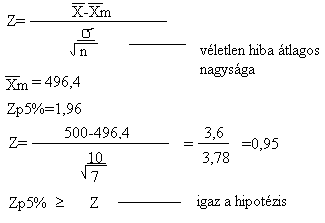 Z= X̅-X̅m
σ
√n
véletlen hiba átlagos
nagysága
X̅m = 496,4
Zp5%=1,96
Z= 500-496,4 = 3,6 =0,95
10 3,78
√7
Zp5% ≥ Z igaz a hipotézis